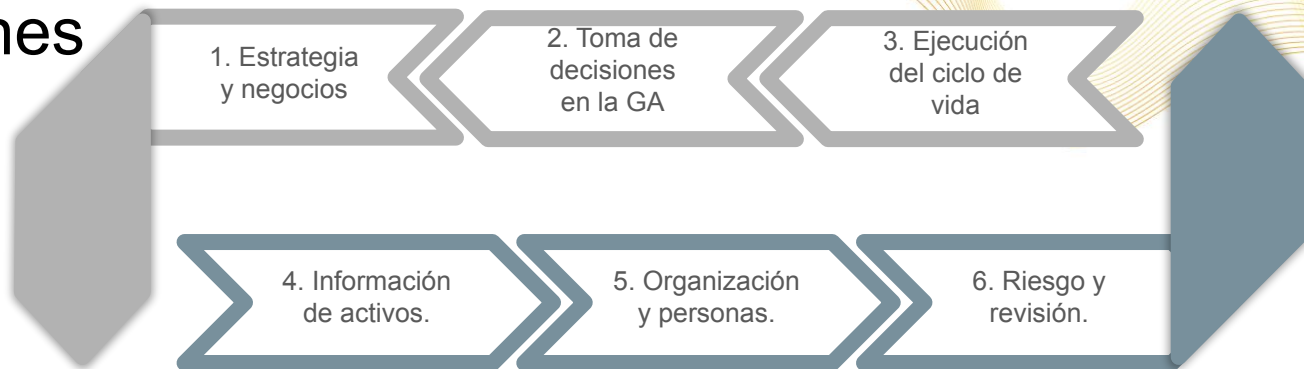 1. Estrategia
y negocios
2. Toma de
decisiones
en la GA
3. Ejecución
del ciclo de
vida
4. Información
de activos.
5. Organización
y personas.
6. Riesgo y
revisión.